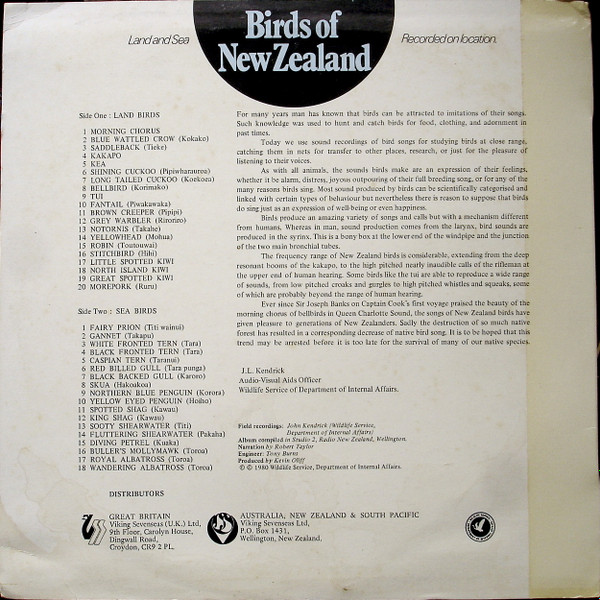 Land and Sea
Birds of
New Zealand
Recorded on location.
Side One : LAND BIRDS
1 MORNING CHORUS
2 BLUE WATTLED CROW (Kokako)
3 SADDLEBACK (Tieke)
4 KAKAPO
5 KEA
6 SHINING CUCKOO (Pipiwharauroa)
7 LONG TAILED CUCKOO (Koekoea)
8 BELLBIRD (Korimako)
9 TUI
10 FANTAIL (Piwakawaka)
11 BROWN CREEPER (Pipipi)
12 GREY WARBLER (Riroriro)
13 NOTORNIS (Takahe)
14 YELLOWHEAD (Mohua)
15 ROBIN (Toutouwai)
16 STITCHBIRD (Hihi)
17 LITTLE SPOTTED KIWI
18 NORTH ISLAND KIWI
19 GREAT SPOTTED KIWI
20 MOREPORK (Ruru)
Side Two : SEA BIRDS
1 FAIRY PRION (Titi wainui)
2 GANNET (Takapu)
3 WHITE FRONTED TERN (Tara)
4 BLACK FRONTED TERN (Tara)
5 CASPIAN TERN (Taranui)
6 RED BILLED GULL (Tara punga)
7 BLACK BACKED GULL (Karoro)
8 SKUA (Hakoakoa)
9 NORTHERN BLUE PENGUIN (Korora)
10 YELLOW EYED PENGUIN (Hoiho)
11 SPOTTED SHAG (Kawau)
12 KING SHAG (Kawau)
13 SOOTY SHEARWATER (Titi)
14 FLUTTERING SHEARWATER (Pakaha)
15 DIVING PETREL (Kuaka)
16 BULLER'S MOLLYMAWK (Toroa)
17 ROYAL ALBATROSS (Toroa)
18 WANDERING ALBATROSS (Toroa)
For many years man has known that birds can be attracted to imitations of their songs.
Such knowledge was used to hunt and catch birds for food, clothing, and adornment in
past times.
Today we use sound recordings of bird songs for studying birds at close range,
catching them in nets for transfer to other places, research, or just for the pleasure of
listening to their voices.
As with all animals, the sounds birds make are an expression of their feelings,
whether it be alarm, distress, joyous outpouring of their full breeding song, or for any of the
many reasons birds sing. Most sound produced by birds can be scientifically categorised and
linked with certain types of behaviour but nevertheless there is reason to suppose that birds
do sing just as an expression of well-being or even happiness.
Birds produce an amazing variety of songs and calls but with a mechanism different
from humans. Whereas in man, sound production comes from the larynx, bird sounds are
produced in the syrinx. This is a bony box at the lower end of the windpipe and the junction
of the two main bronchial tubes.
The frequency range of New Zealand birds is considerable, extending from the deep
resonant booms of the kakapo, to the high pitched nearly inaudible calls of the rifleman at
the upper end of human hearing. Some birds like the tui are able to reproduce a wide range
of sounds, from low pitched croaks and gurgles to high pitched whistles and squeaks, some
of which are probably beyond the range of human hearing.
Ever since Sir Joseph Banks on Captain Cook's first voyage praised the beauty of the
morning chorus of bellbirds in Queen Charlotte Sound, the songs of New Zealand birds have
given pleasure to generations of New Zealanders. Sadly the destruction of so much native
forest has resulted in a corresponding decrease of native bird song. It is to be hoped that this
trend may be arrested before it is too late for the survival of many of our native species.
J.L. Kendrick
Audio-Visual Aids Officer
Wildlife Service of Department of Internal Affairs.
Field recordings: John Kendrick (Wildlife Service,
Department of Internal Affairs)
Album compiled in Studio 2, Radio New Zealand, Wellington.
Narration by Robert Taylor
Engineer: Tony Burns
Produced by Kevin Oliff
© ℗ 1980 Wildlife Service, Department of Internal Affairs.
DISTRIBUTORS
GREAT BRITAIN
Viking Sevenseas (U.K.) Ltd,
9th Floor, Carolyn House,
Dingwall Road,
Croydon, CR9 2 PL.
AUSTRALIA, NEW ZEALAND & SOUTH PACIFIC
Viking Sevenseas Ltd,
P.O. Box 1431,
Wellington, New Zealand.